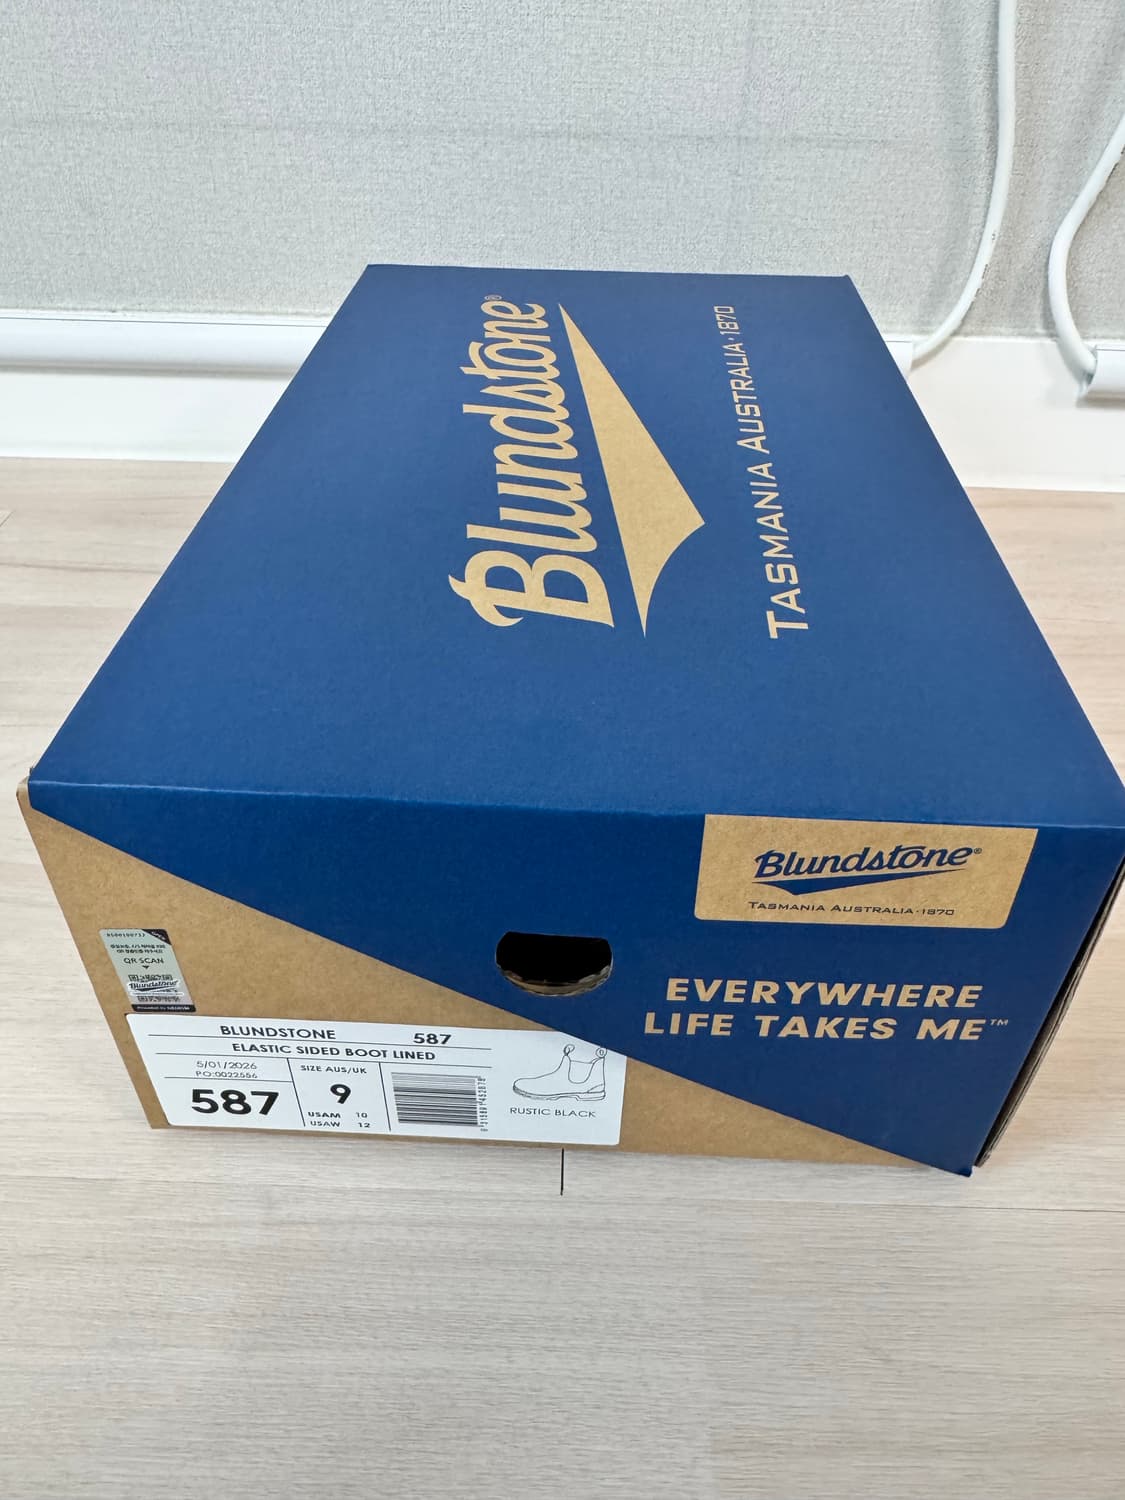 Blundstone®
TASMANIA AUSTRALIA·1870
Blundstone®
TASMANIA AUSTRALIA·1870
EVERYWHERE
LIFE TAKES ME™
QR SCAN
Blundstone
BLUNDSTONE 587
ELASTIC SIDED BOOT LINED
5/01/2026
PO:0022556
587
SIZE AUS/UK
9
USAM 10
USAW 12
RUSTIC BLACK